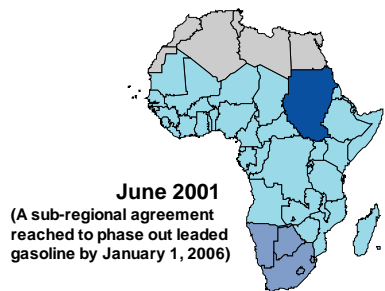 June 2001
(A sub-regional agreement
reached to phase out leaded
gasoline by January 1, 2006)